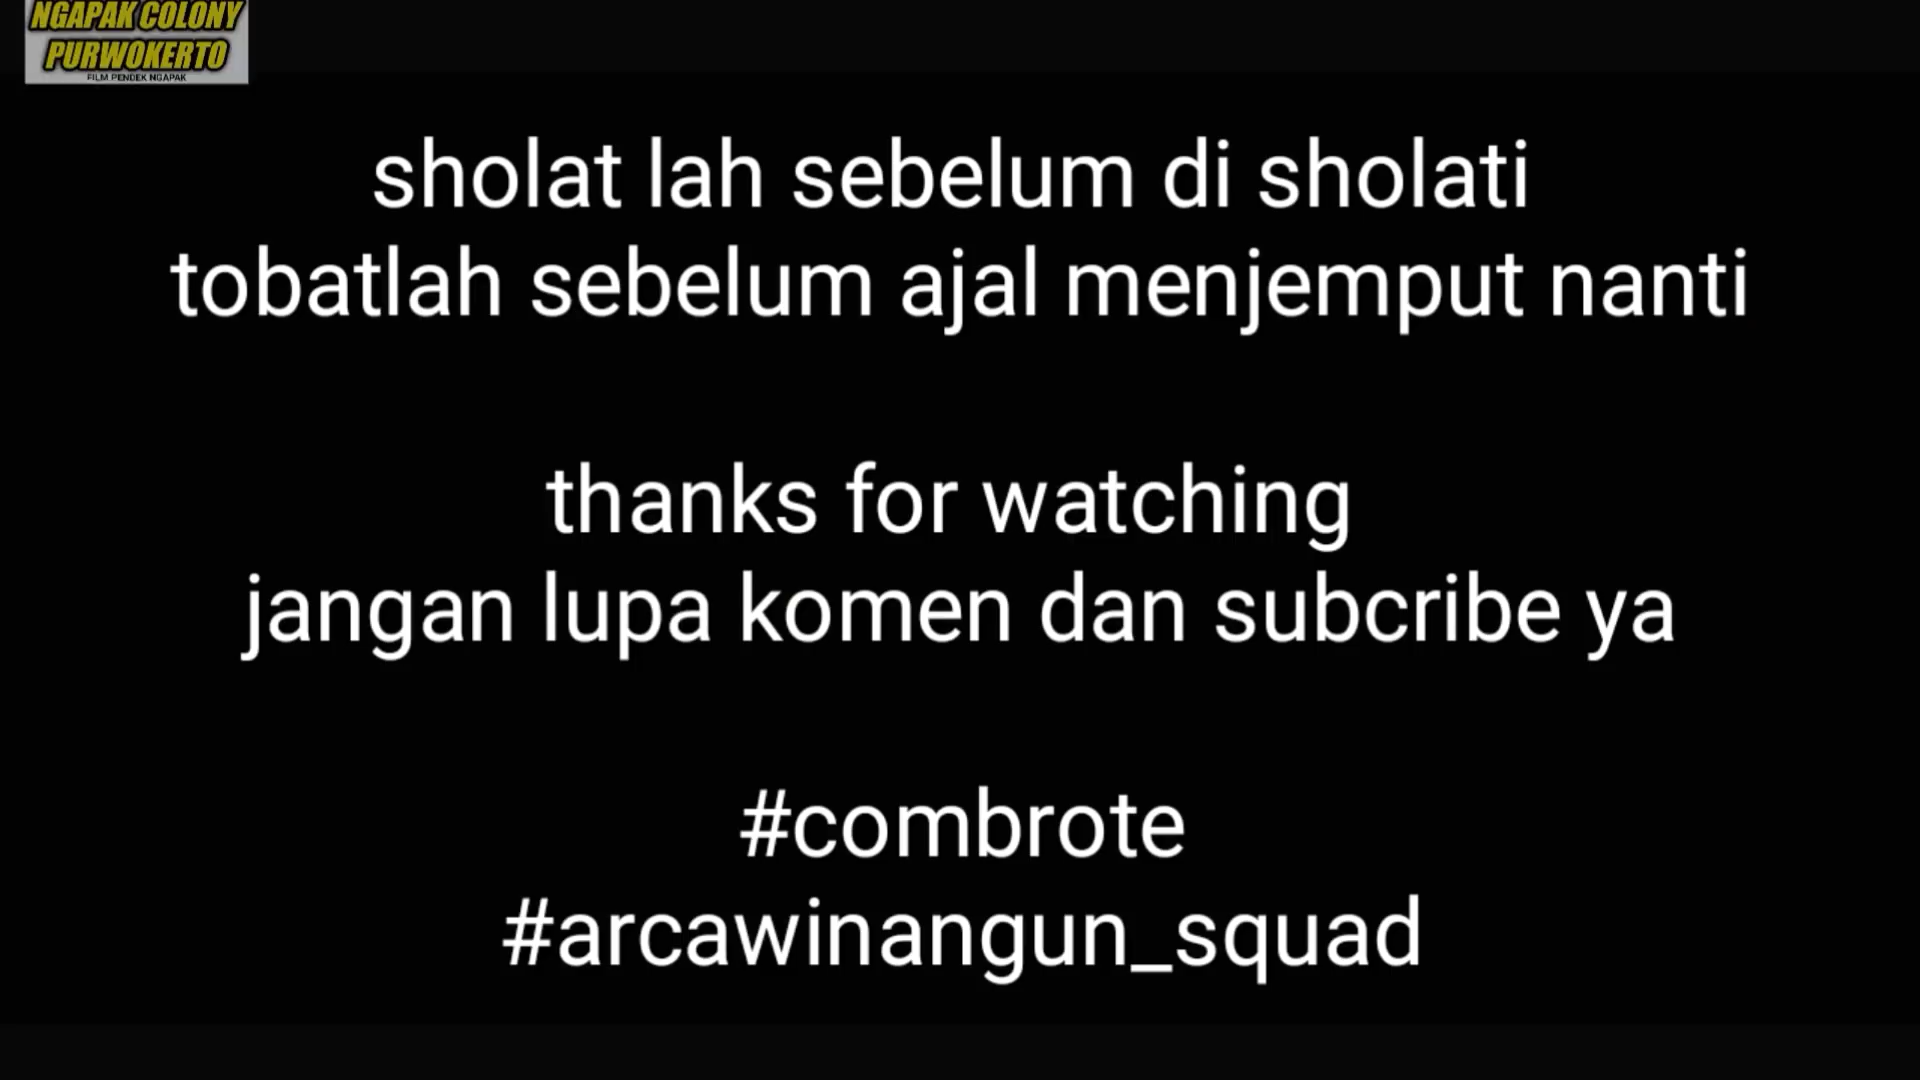 NGAPAK COLONY
PURWOKERTO
FILM PENDEK NGAPAK
sholat lah sebelum di sholati
tobatlah sebelum ajal menjemput nanti
thanks for watching
jangan lupa komen dan subcribe ya
#combrote
#arcawinangun_squad